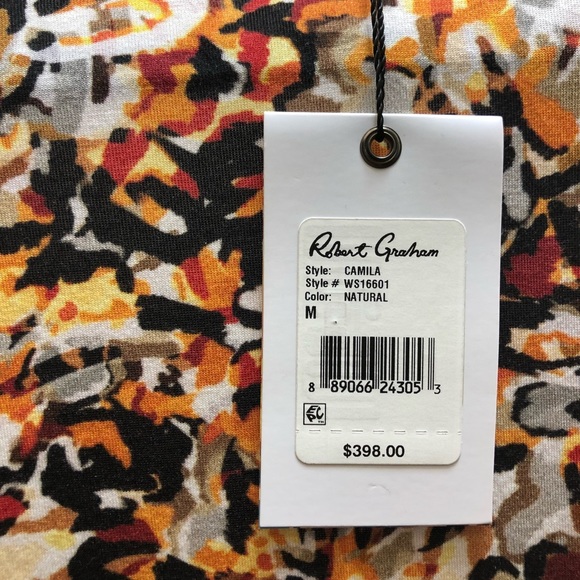 Robert Graham
Style: CAMILA
Style # WS16601
Color: NATURAL
M
8 89066 24305 3
$398.00